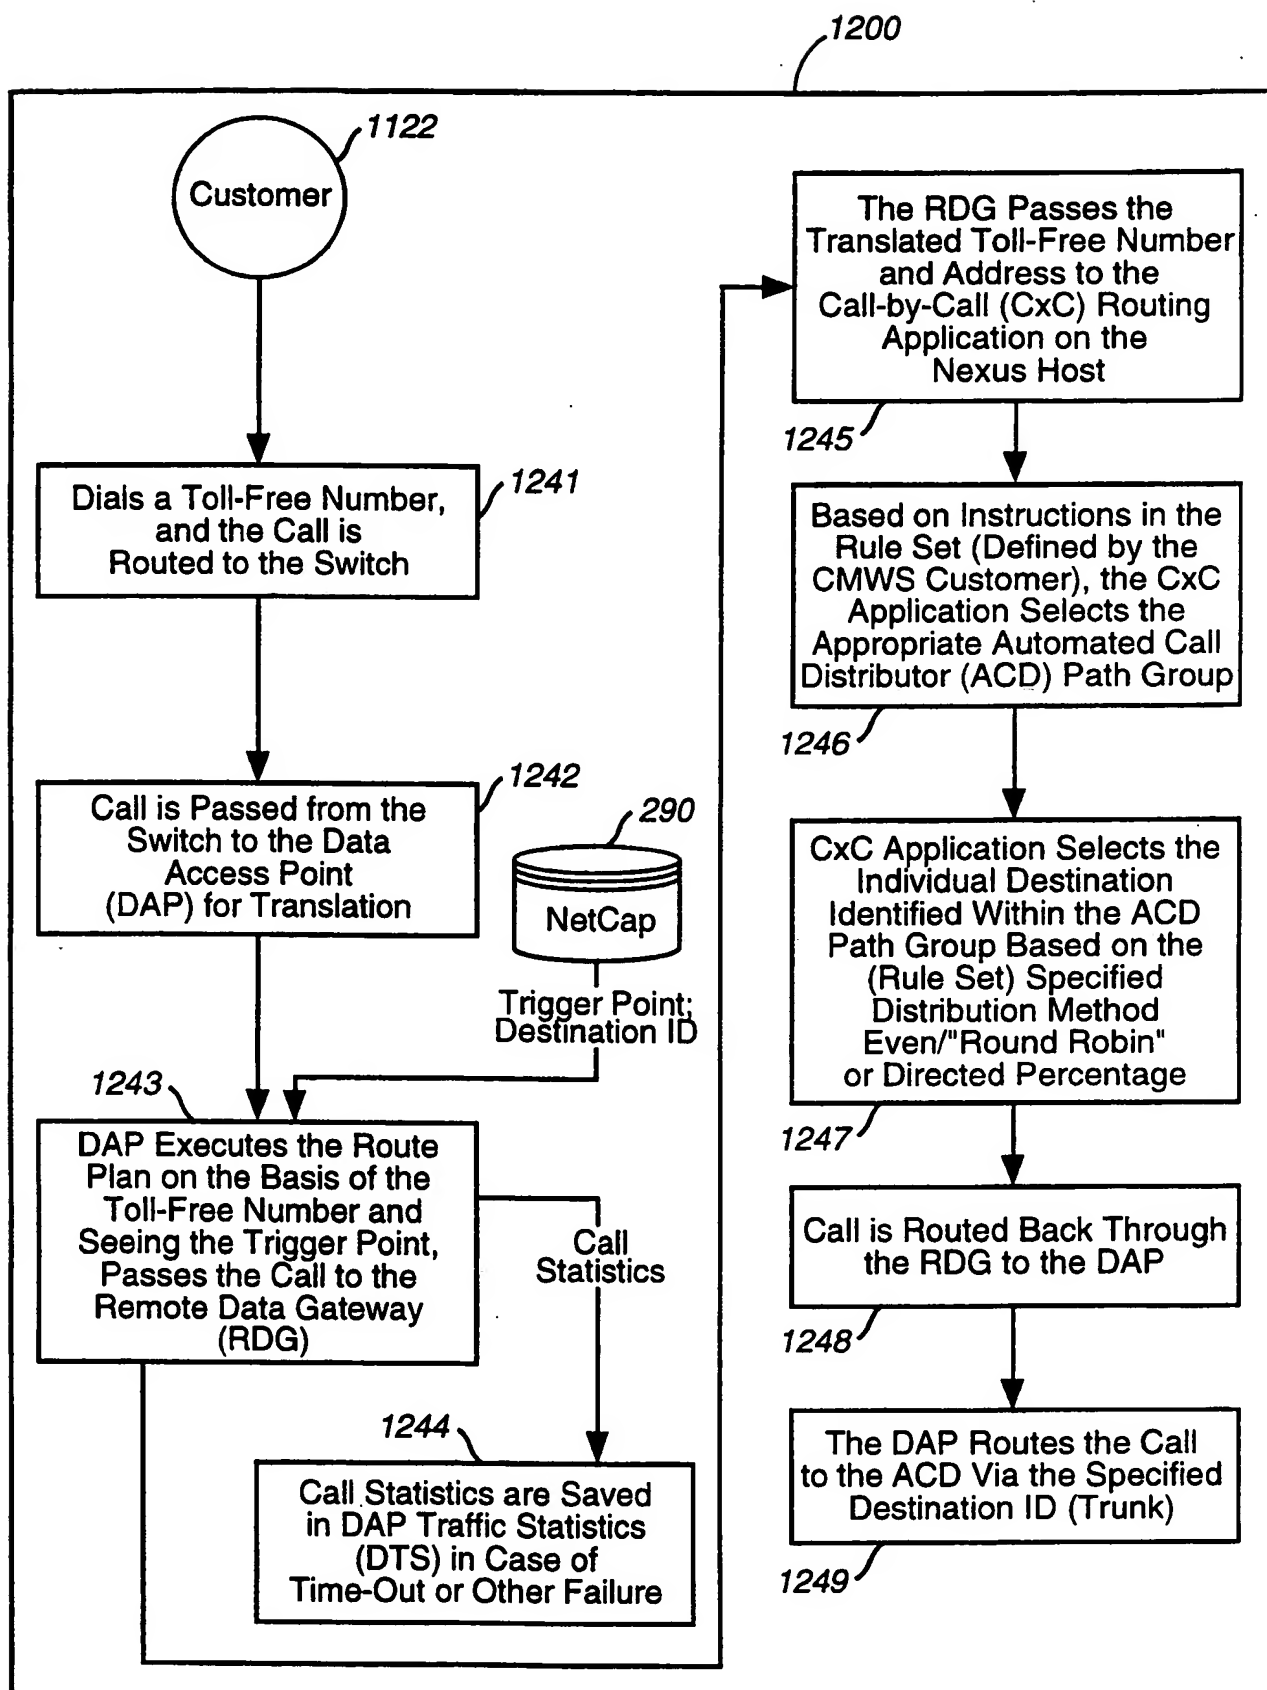 1200
1122
Customer
1241
Dials a Toll-Free Number,
and the Call is
Routed to the Switch
1242
Call is Passed from the
Switch to the Data
Access Point
(DAP) for Translation
290
NetCap
Trigger Point;
Destination ID
1243
DAP Executes the Route
Plan on the Basis of the
Toll-Free Number and
Seeing the Trigger Point,
Passes the Call to the
Remote Data Gateway
(RDG)
Call
Statistics
1244
Call Statistics are Saved
in DAP Traffic Statistics
(DTS) in Case of
Time-Out or Other Failure
The RDG Passes the
Translated Toll-Free Number
and Address to the
Call-by-Call (CxC) Routing
Application on the
Nexus Host
1245
Based on Instructions in the
Rule Set (Defined by the
CMWS Customer), the CxC
Application Selects the
Appropriate Automated Call
Distributor (ACD) Path Group
1246
CxC Application Selects the
Individual Destination
Identified Within the ACD
Path Group Based on the
(Rule Set) Specified
Distribution Method
Even/"Round Robin"
or Directed Percentage
1247
Call is Routed Back Through
the RDG to the DAP
1248
The DAP Routes the Call
to the ACD Via the Specified
Destination ID (Trunk)
1249